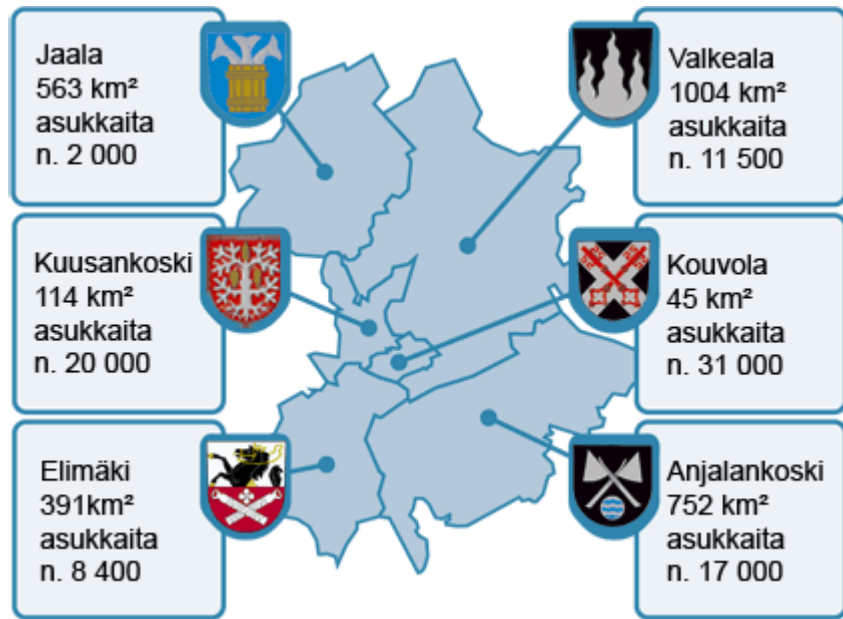 Jaala
563 km²
asukkaita
n. 2 000
Valkeala
1004 km²
asukkaita
n. 11 500
Kuusankoski
114 km²
asukkaita
n. 20 000
Kouvola
45 km²
asukkaita
n. 31 000
Elimäki
391km²
asukkaita
n. 8 400
Anjalankoski
752 km²
asukkaita
n. 17 000